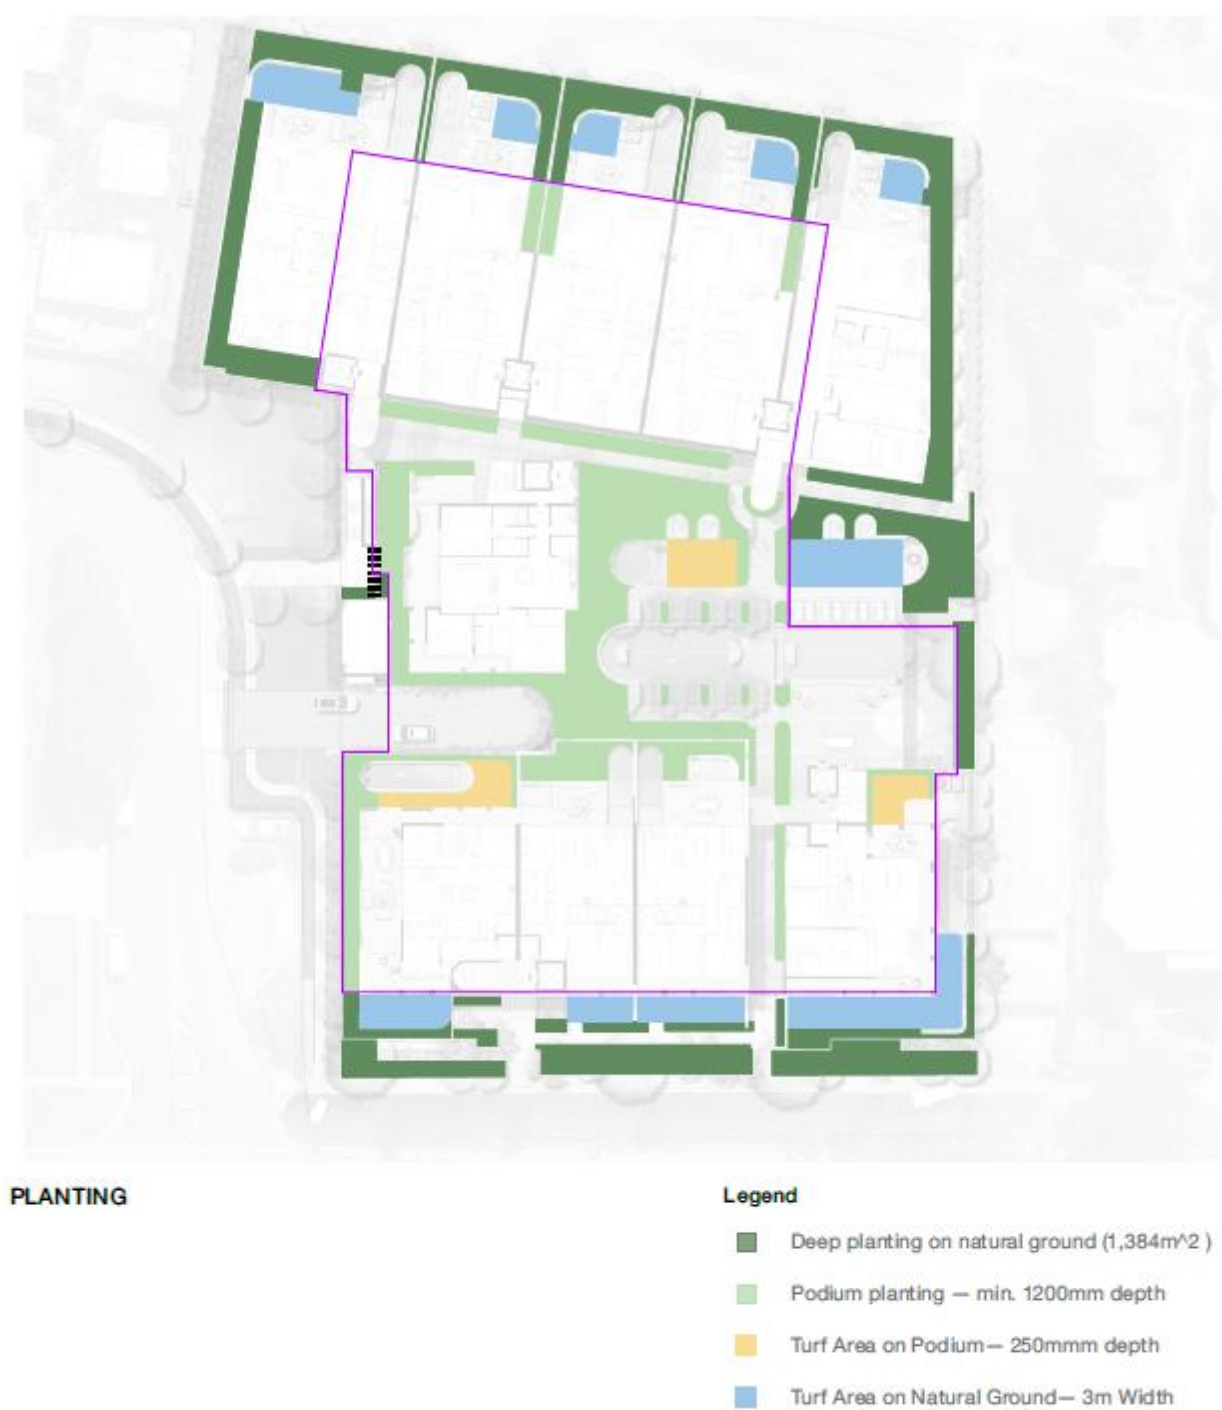 PLANTING
Legend
Deep planting on natural ground (1,384m^2 )
Podium planting — min. 1200mm depth
Turf Area on Podium— 250mmm depth
Turf Area on Natural Ground— 3m Width